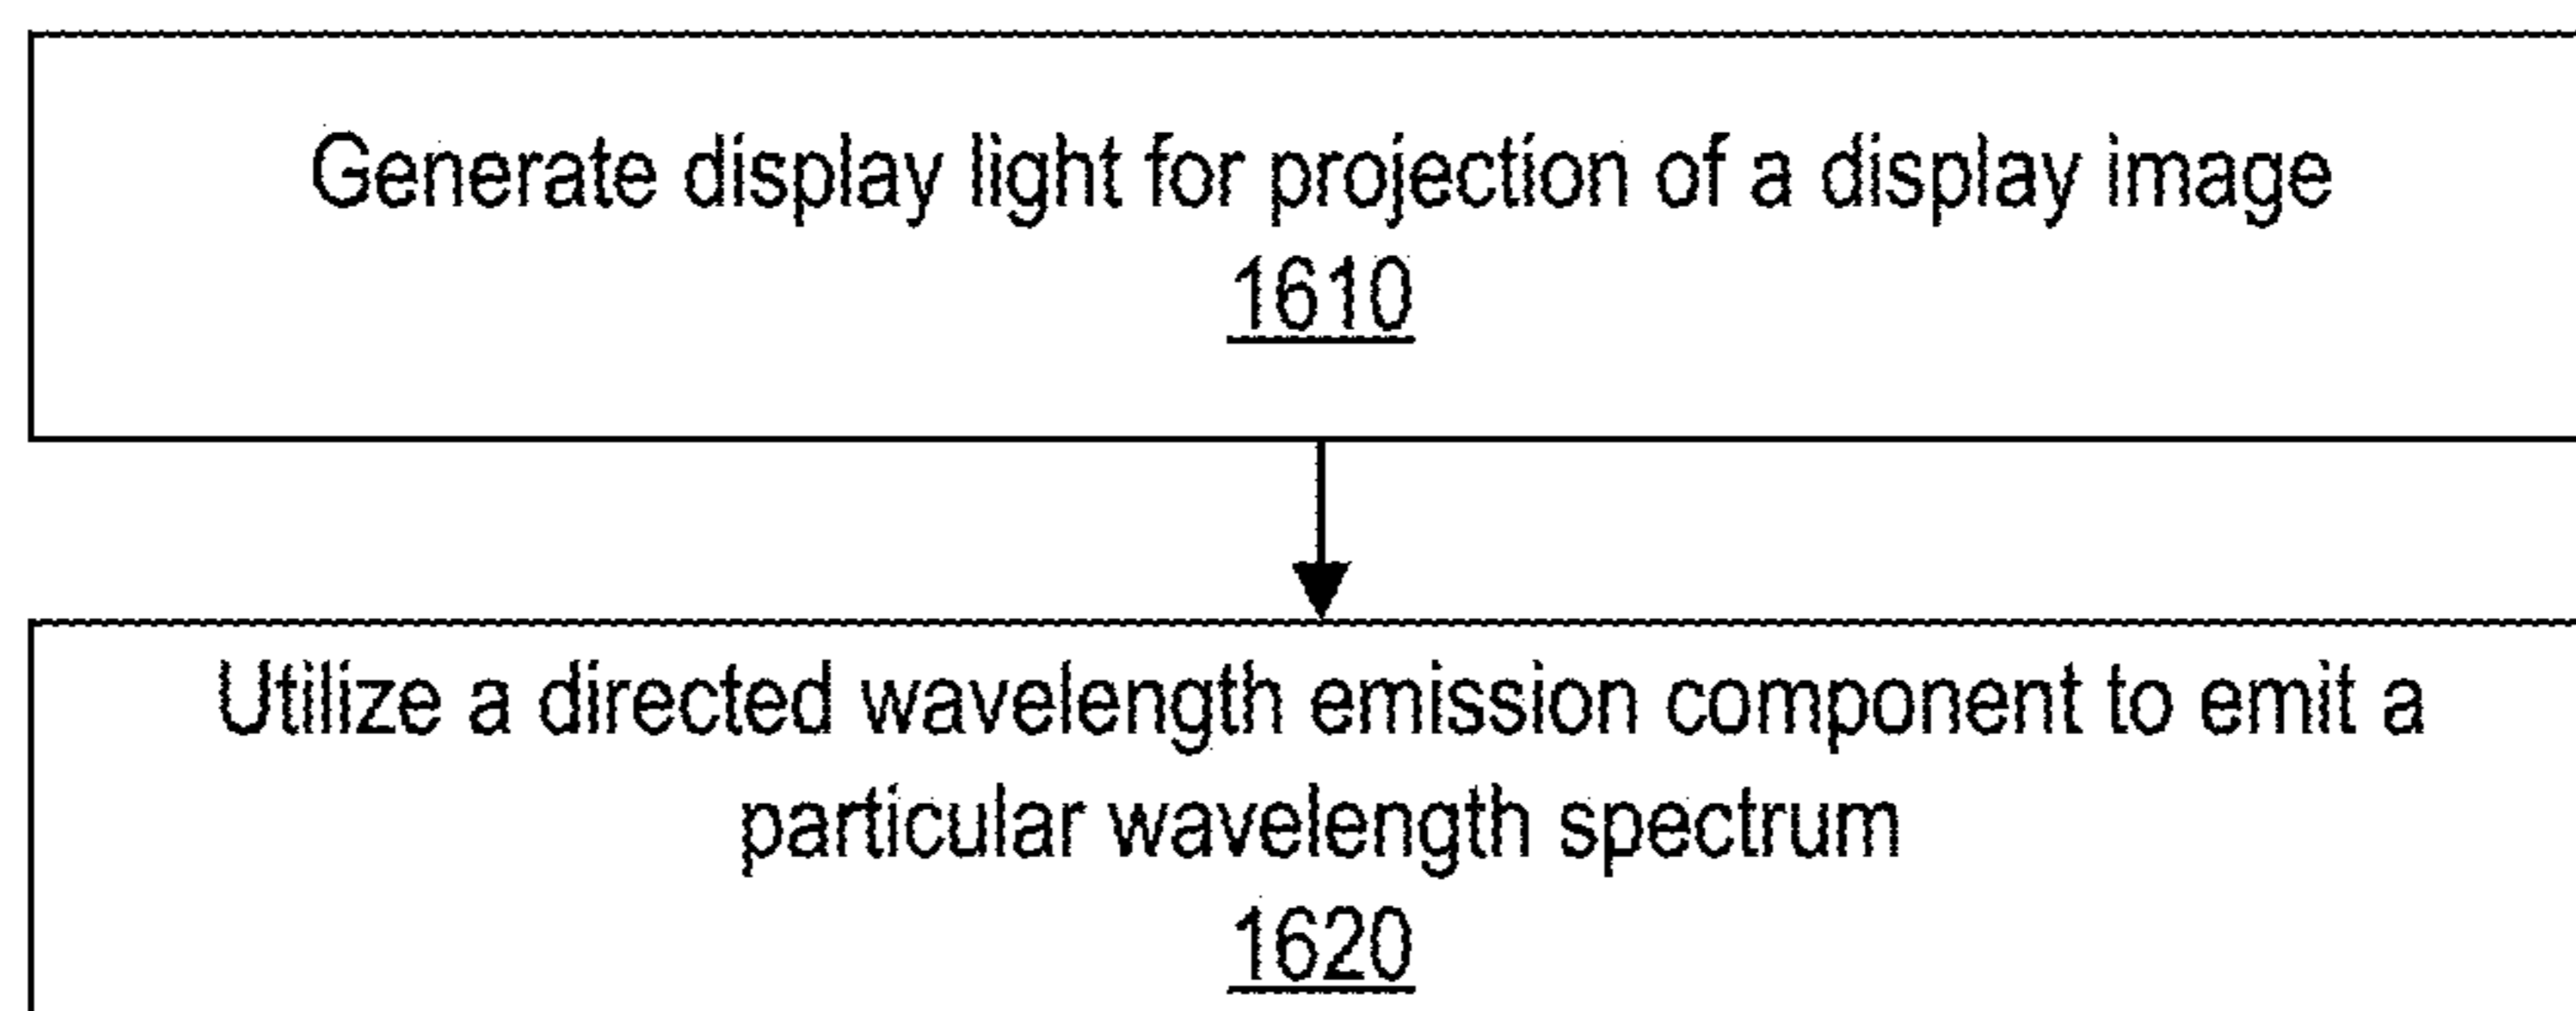 Generate display light for projection of a display image
1610
Utilize a directed wavelength emission component to emit a
particular wavelength spectrum
1620